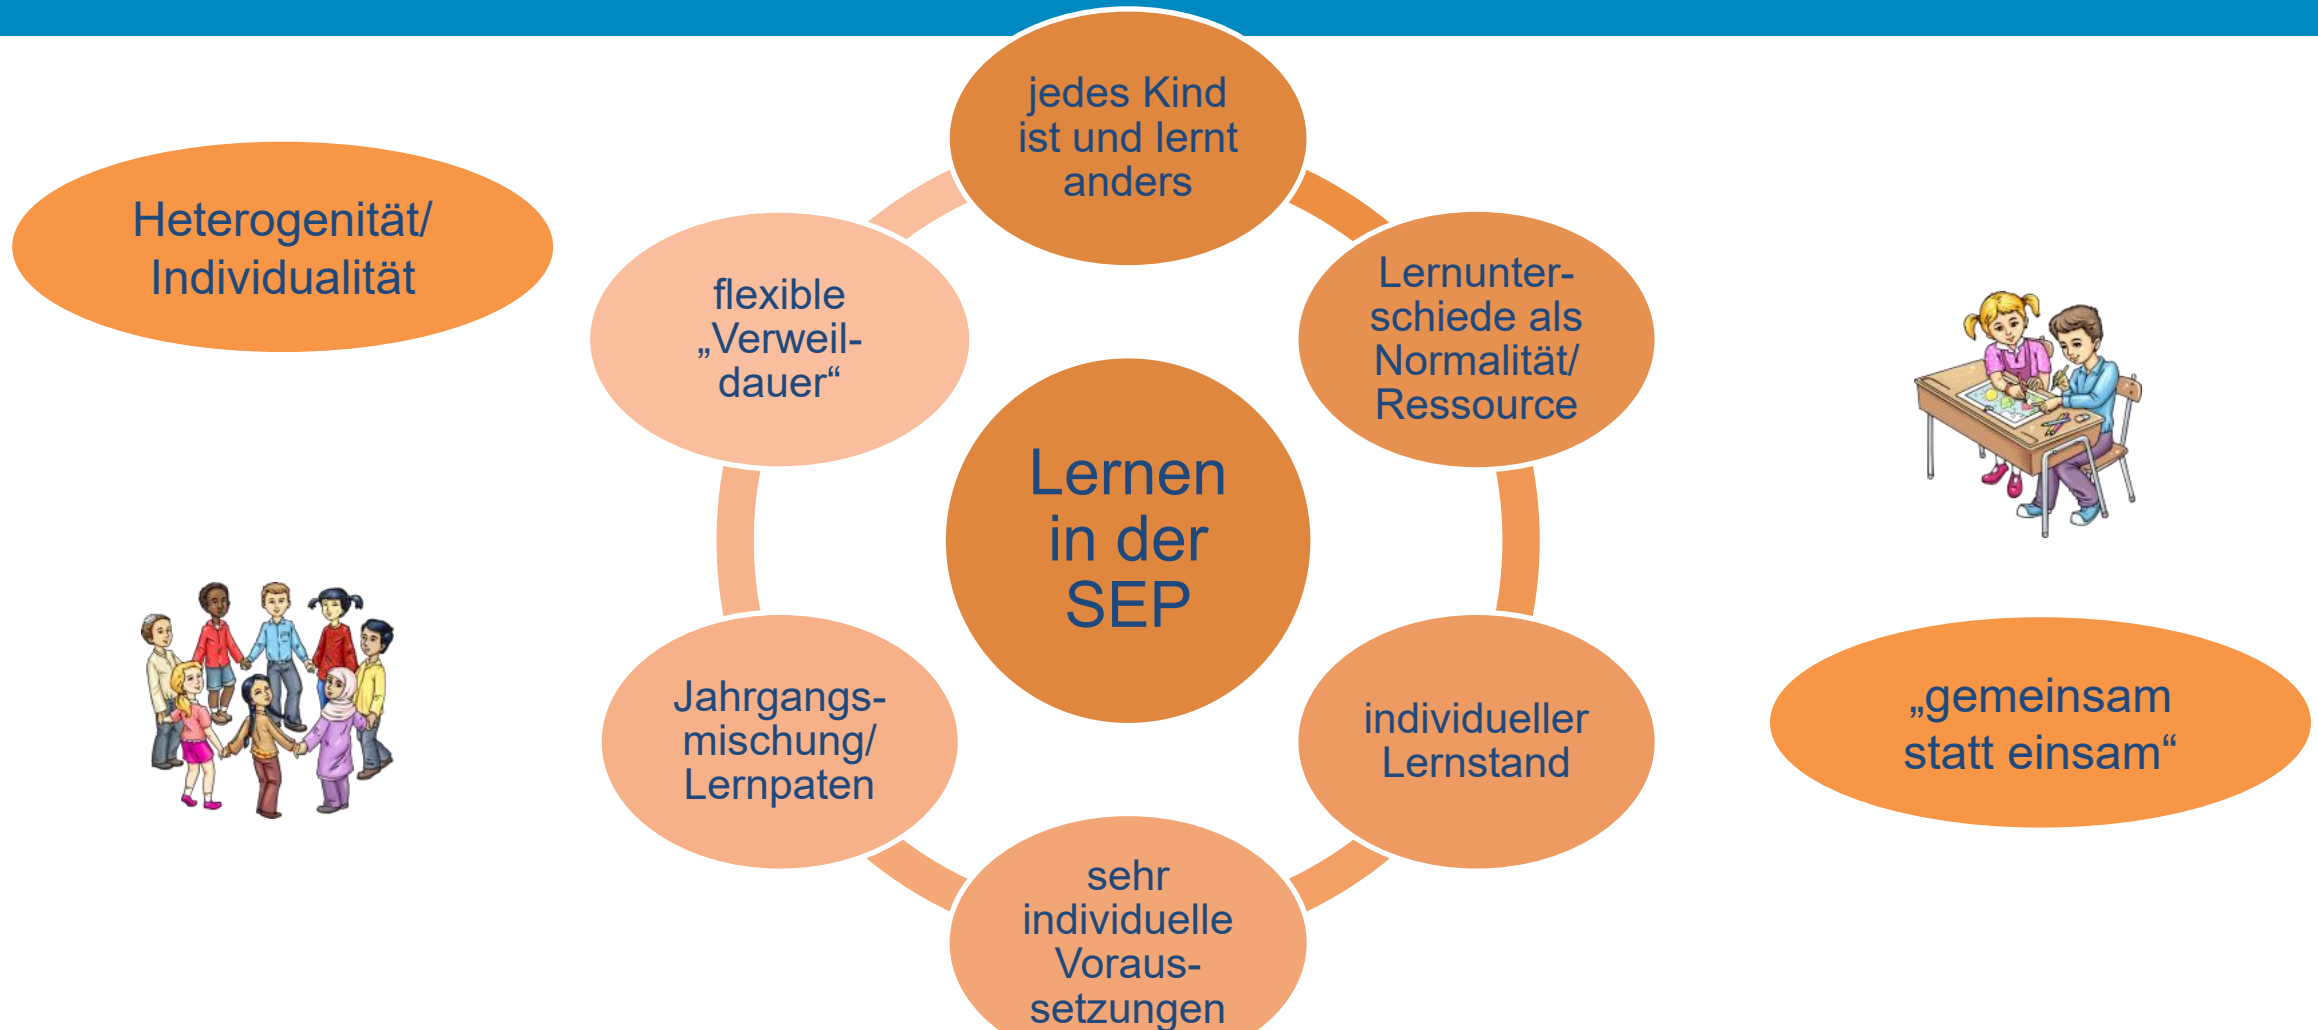 jedes Kind
ist und lernt
anders
Heterogenität/
Individualität
flexible
„Verweil-
dauer“
Lernunter-
schiede als
Normalität/
Ressource
Lernen
in der
SEP
Jahrgangs-
mischung/
Lernpaten
individueller
Lernstand
„gemeinsam
statt einsam“
sehr
individuelle
Voraus-
setzungen